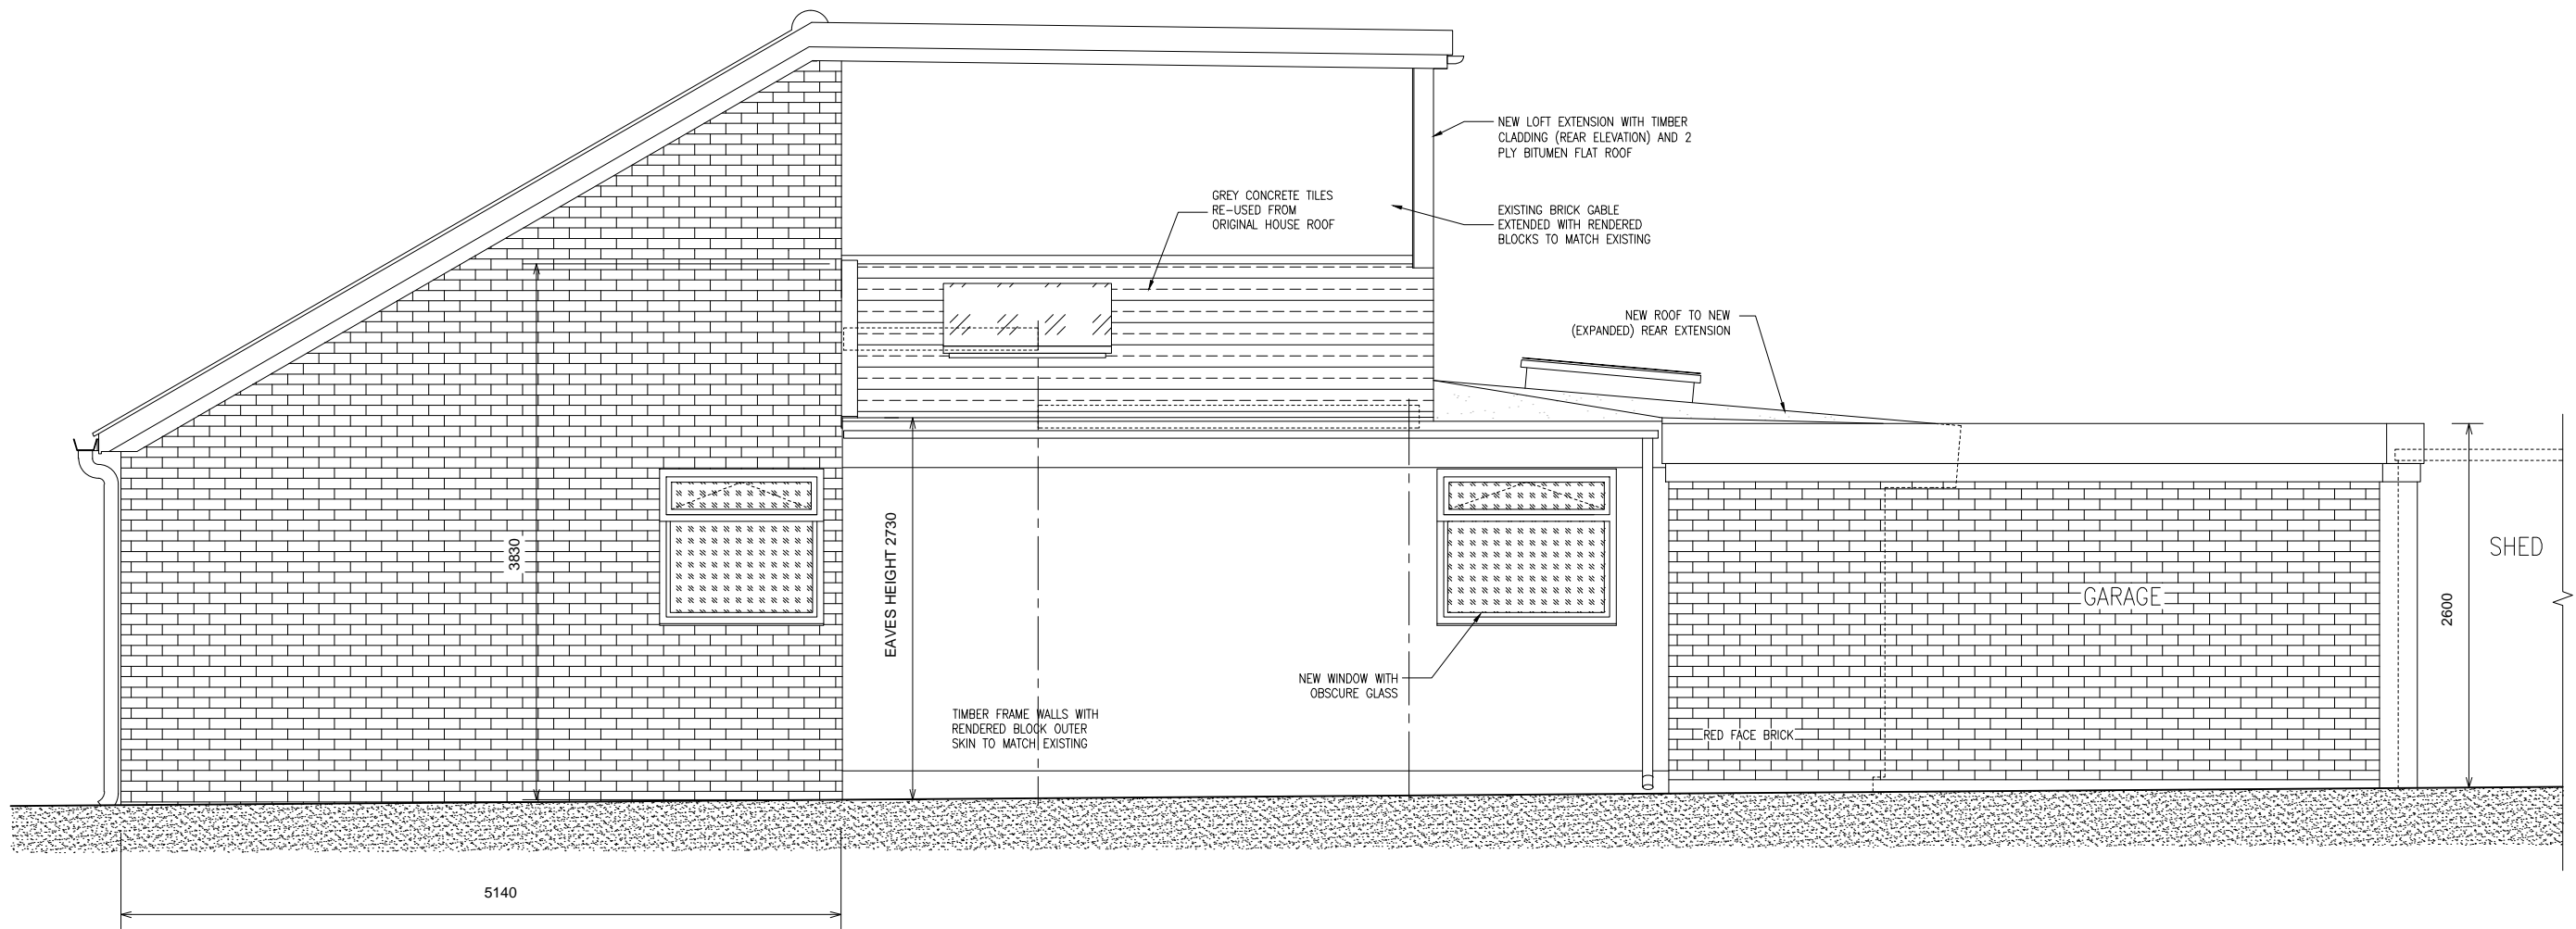 NEW LOFT EXTENSION WITH TIMBER
CLADDING (REAR ELEVATION) AND 2
PLY BITUMEN FLAT ROOF
GREY CONCRETE TILES
RE-USED FROM
ORIGINAL HOUSE ROOF
EXISTING BRICK GABLE
EXTENDED WITH RENDERED
BLOCKS TO MATCH EXISTING
NEW ROOF TO NEW
(EXPANDED) REAR EXTENSION
3830
EAVES HEIGHT 2730
SHED
GARAGE
2600
NEW WINDOW WITH
OBSCURE GLASS
TIMBER FRAME WALLS WITH
RENDERED BLOCK OUTER
SKIN TO MATCH EXISTING
RED FACE BRICK
5140